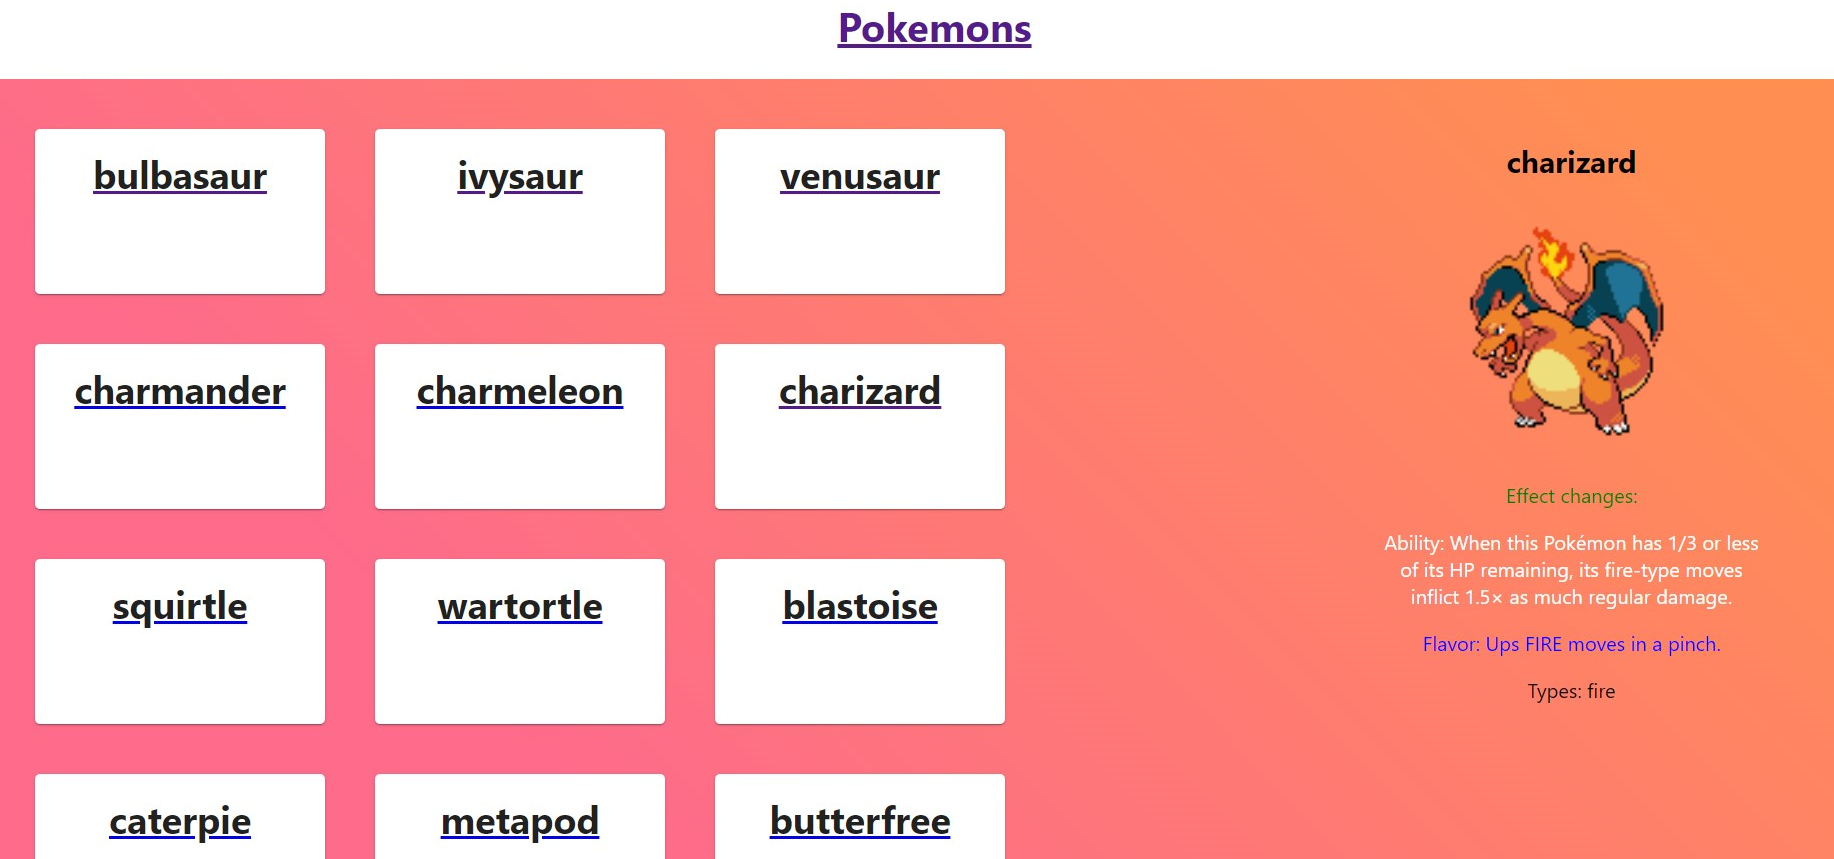 Pokemons
bulbasaur
ivysaur
venusaur
charmander
charmeleon
charizard
squirtle
wartortle
blastoise
caterpie
metapod
butterfree
charizard
Effect changes:
Ability: When this Pokémon has 1/3 or less
of its HP remaining, its fire-type moves
inflict 1.5× as much regular damage.
Flavor: Ups FIRE moves in a pinch.
Types: fire